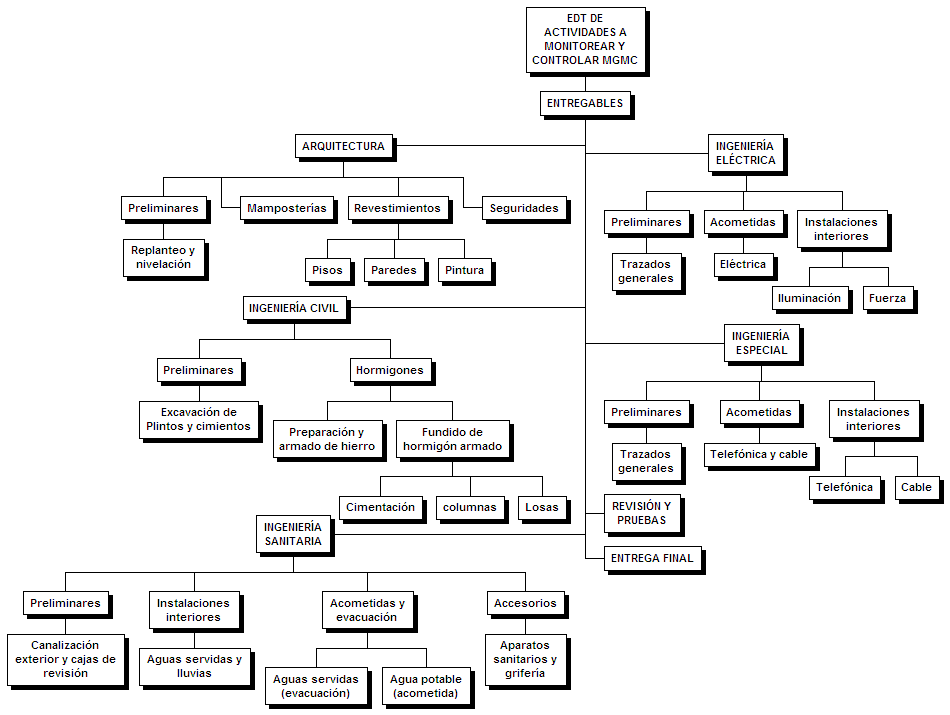 EDT DE
ACTIVIDADES A
MONITOREAR Y
CONTROLAR MGMC
ENTREGABLES
ARQUITECTURA
Preliminares
Replanteo y
nivelación
Mamposterías
Revestimientos
Pisos
Paredes
Pintura
Seguridades
INGENIERÍA
ELÉCTRICA
Preliminares
Trazados
generales
Acometidas
Eléctrica
Instalaciones
interiores
Iluminación
Fuerza
INGENIERÍA CIVIL
Preliminares
Excavación de
Plintos y cimientos
Hormigones
Preparación y
armado de hierro
Fundido de
hormigón armado
Cimentación
columnas
Losas
INGENIERÍA
ESPECIAL
Preliminares
Trazados
generales
Acometidas
Telefónica y cable
Instalaciones
interiores
Telefónica
Cable
INGENIERÍA
SANITARIA
Preliminares
Canalización
exterior y cajas de
revisión
Instalaciones
interiores
Aguas servidas y
lluvias
Acometidas y
evacuación
Aguas servidas
(evacuación)
Agua potable
(acometida)
Accesorios
Aparatos
sanitarios y
grifería
REVISIÓN Y
PRUEBAS
ENTREGA FINAL